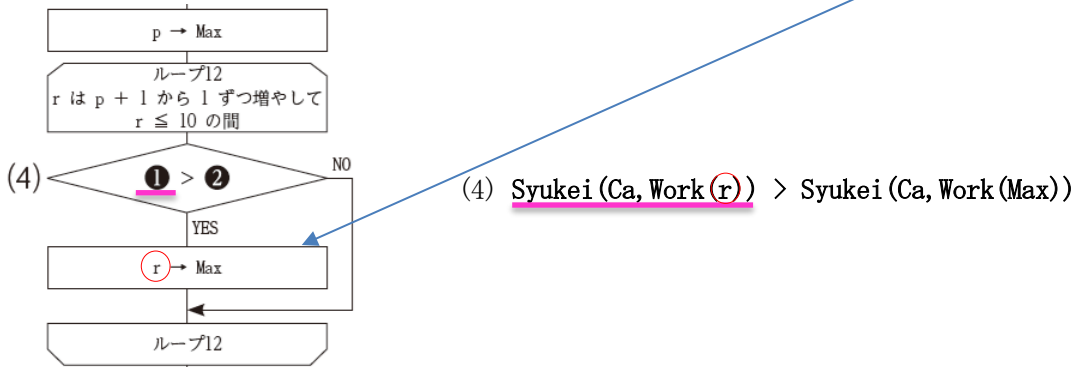 p → Max
ループ12
r は p + 1 から 1 ずつ増やして
r ≦ 10 の間
(4) ❶ > ❷ NO
(4) Syukei(Ca,Work(r)) > Syukei(Ca,Work(Max))
YES
r → Max
ループ12